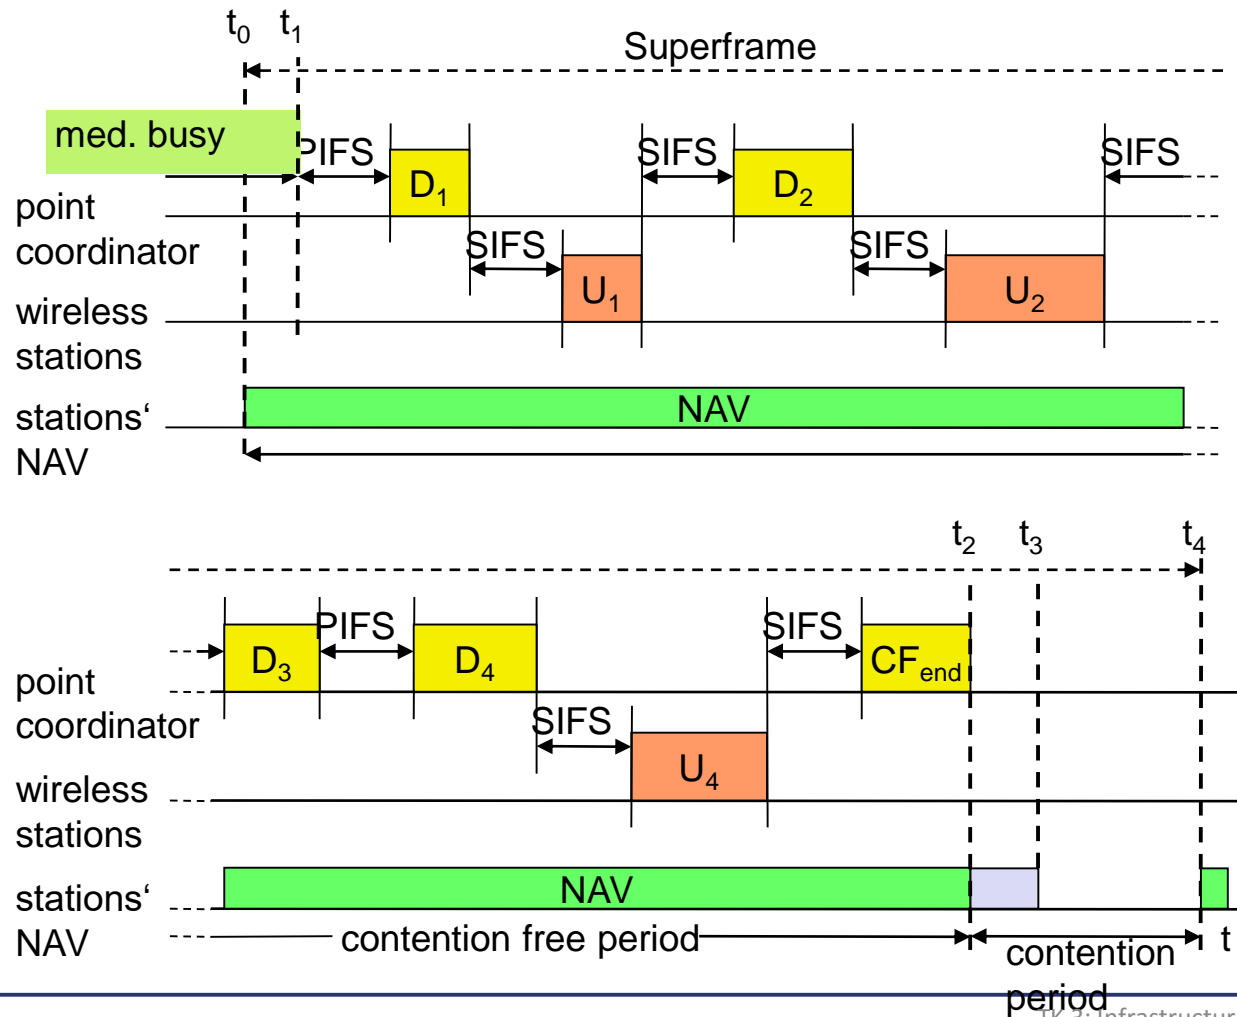 t0 t1
Superframe
med. busy
PIFS D1 SIFS D2 SIFS
point
coordinator
SIFS U1 SIFS U2
wireless
stations
stations‘
NAV
NAV
t2 t3 t4
D3 PIFS D4 SIFS CFend
point
coordinator
SIFS U4
wireless
stations
stations‘
NAV
NAV
contention free period
contention
period
t